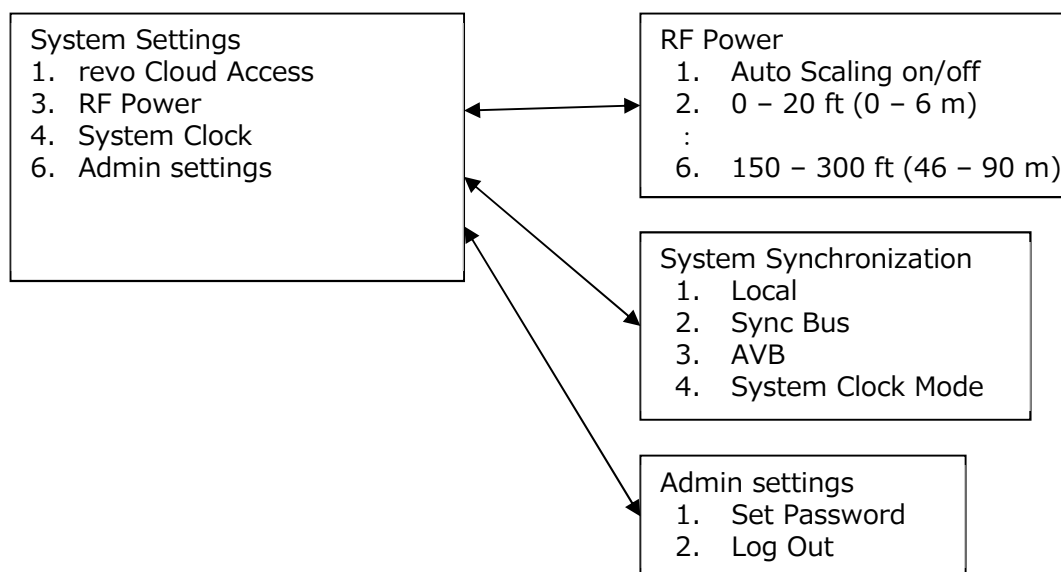 System Settings
1. revo Cloud Access
3. RF Power
4. System Clock
6. Admin settings
RF Power
1. Auto Scaling on/off
2. 0 – 20 ft (0 – 6 m)
:
6. 150 – 300 ft (46 – 90 m)
System Synchronization
1. Local
2. Sync Bus
3. AVB
4. System Clock Mode
Admin settings
1. Set Password
2. Log Out